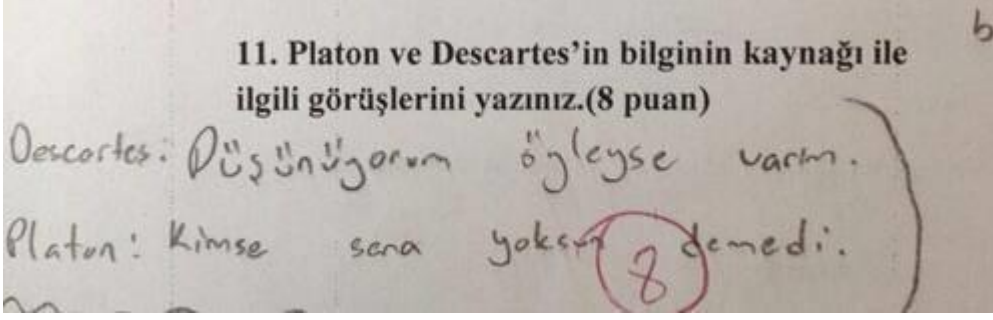 b
11. Platon ve Descartes'in bilginin kaynağı ile
ilgili görüşlerini yazınız.(8 puan)
Descartes: Düşünüyorum öyleyse varım.
Platon: Kimse sana yoksun demedi.
8